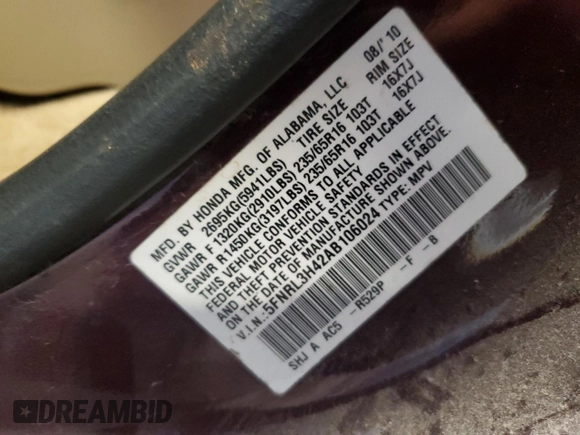 MFD. BY HONDA MFG. OF ALABAMA, LLC 08/'10
GVWR 2695KG(5941LBS) TIRE SIZE RIM SIZE
GAWR F 1320KG(2910LBS) 235/65R16 103T 16X7J
GAWR R 1450KG(3197LBS) 235/65R16 103T 16X7J
THIS VEHICLE CONFORMS TO ALL APPLICABLE
FEDERAL MOTOR VEHICLE SAFETY
AND THEFT PREVENTION STANDARDS IN EFFECT
ON THE DATE OF MANUFACTURE SHOWN ABOVE.
V.I.N.:5FNRL3H42AB106024 TYPE: MPV
SHJ A AC5 -R529P -F -B
DREAMBID